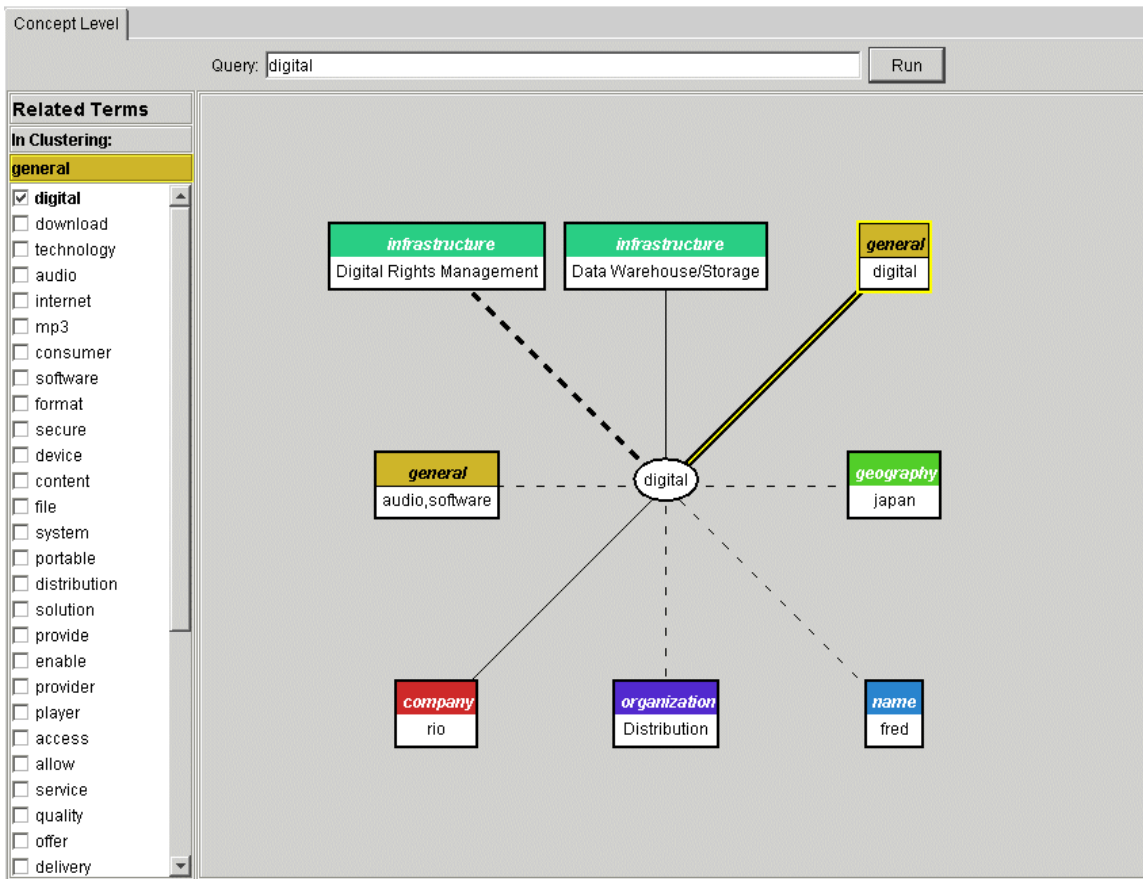 Concept Level
Query: digital Run
Related Terms
In Clustering:
general
digital
download
technology
audio
internet
mp3
consumer
software
format
secure
device
content
file
system
portable
distribution
solution
provide
enable
provider
player
access
allow
service
quality
offer
delivery
infrastructure
Digital Rights Management
infrastructure
Data Warehouse/Storage
general
digital
general
audio,software
digital
geography
japan
company
rio
organization
Distribution
name
fred